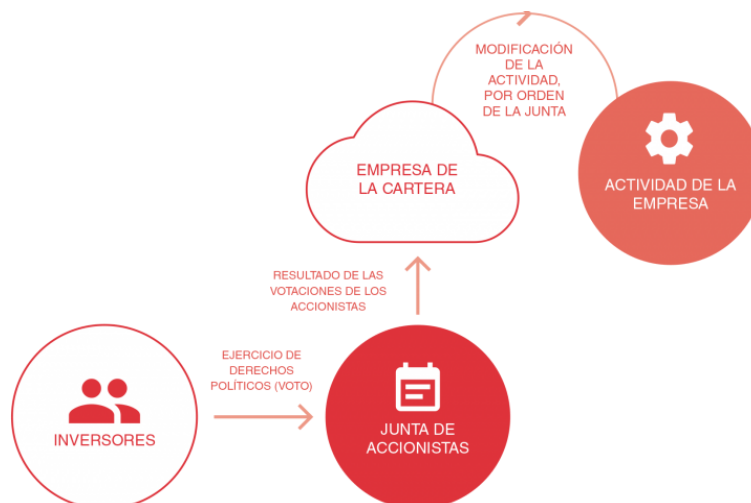 MODIFICACIÓN
DE LA
ACTIVIDAD,
POR ORDEN
DE LA JUNTA
EMPRESA DE
LA CARTERA
ACTIVIDAD DE LA
EMPRESA
RESULTADO DE LAS
VOTACIONES DE LOS
ACCIONISTAS
EJERCICIO DE
DERECHOS
POLÍTICOS (VOTO)
INVERSORES
JUNTA DE
ACCIONISTAS